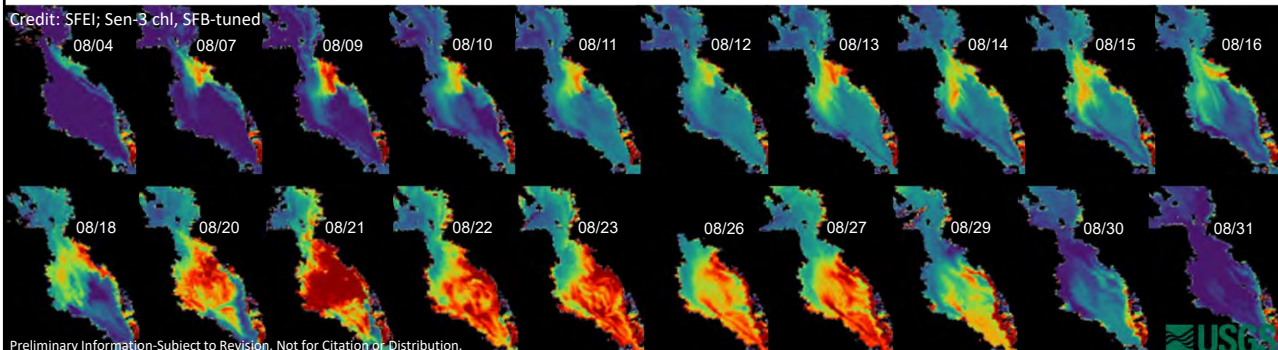 Credit: SFEI; Sen-3 chl, SFB-tuned
08/04 08/07 08/09 08/10 08/11 08/12 08/13 08/14 08/15 08/16
08/18 08/20 08/21 08/22 08/23 08/26 08/27 08/29 08/30 08/31
Preliminary Information-Subject to Revision. Not for Citation or Distribution.
USGS